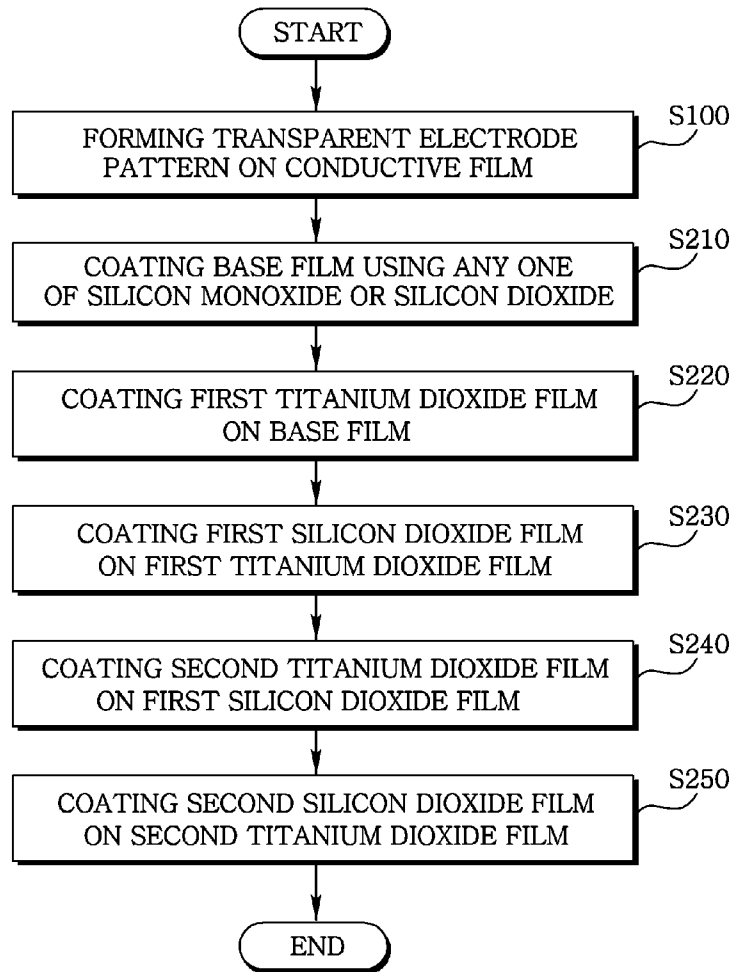 START
S100
FORMING TRANSPARENT ELECTRODE
PATTERN ON CONDUCTIVE FILM
S210
COATING BASE FILM USING ANY ONE
OF SILICON MONOXIDE OR SILICON DIOXIDE
S220
COATING FIRST TITANIUM DIOXIDE FILM
ON BASE FILM
S230
COATING FIRST SILICON DIOXIDE FILM
ON FIRST TITANIUM DIOXIDE FILM
S240
COATING SECOND TITANIUM DIOXIDE FILM
ON FIRST SILICON DIOXIDE FILM
S250
COATING SECOND SILICON DIOXIDE FILM
ON SECOND TITANIUM DIOXIDE FILM
END